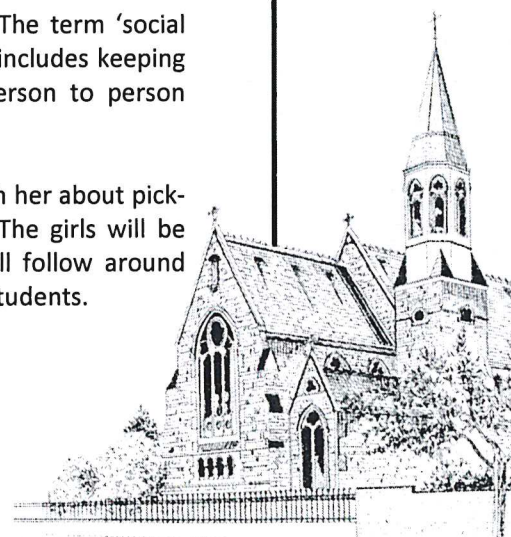 The term ‘social
includes keeping
erson to person
n her about pick-
The girls will be
ll follow around
tudents.